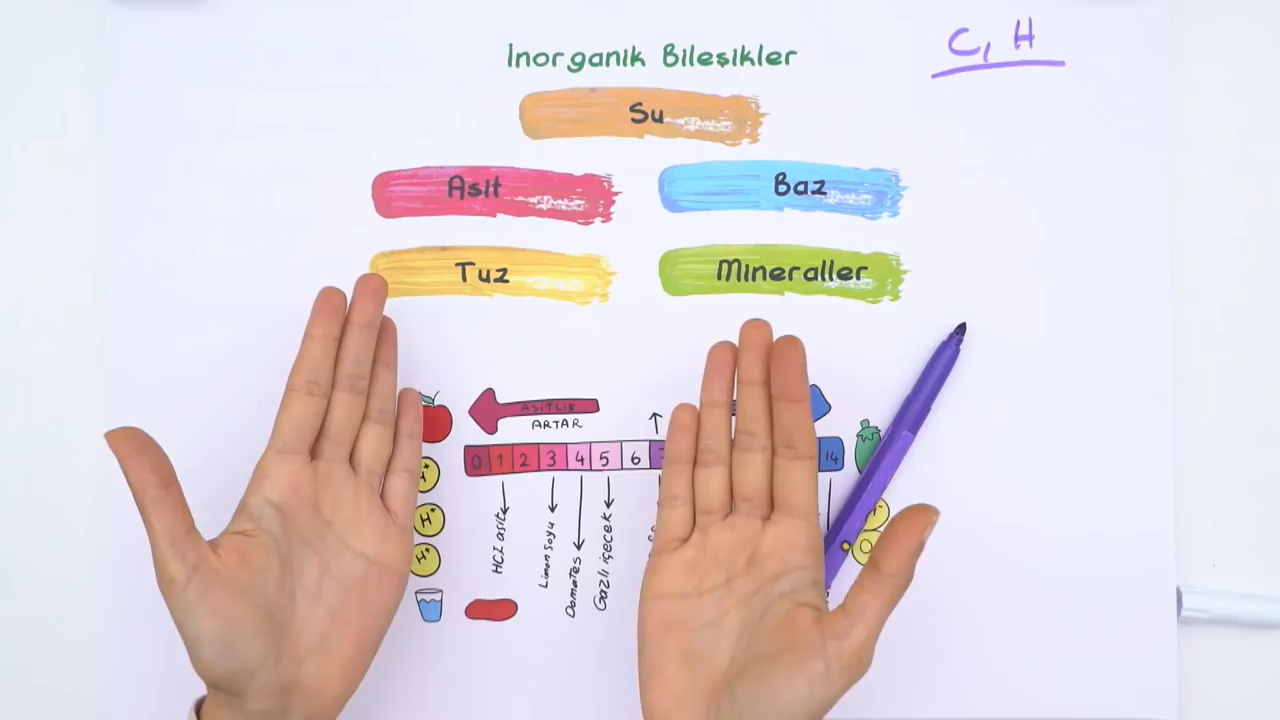 İnorganik Bileşikler
C, H
Su
Asit
Baz
Tuz
Mineraller
ASİTLİK
ARTAR
0 1 2 3 4 5 6 7 14
H+
H+
H+
HCl asit
Limon suyu
Domates
Gazlı içecek